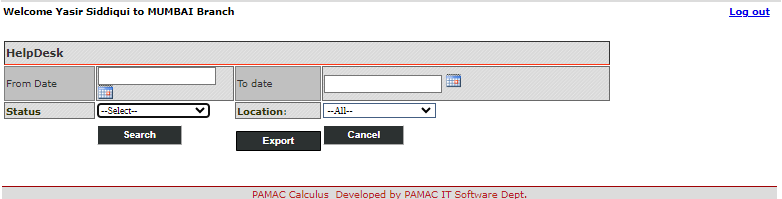 Welcome Yasir Siddiqui to MUMBAI Branch Log out
HelpDesk
From Date To date
Status --Select-- Location: --All--
Search Export Cancel
PAMAC Calculus Developed by PAMAC IT Software Dept.